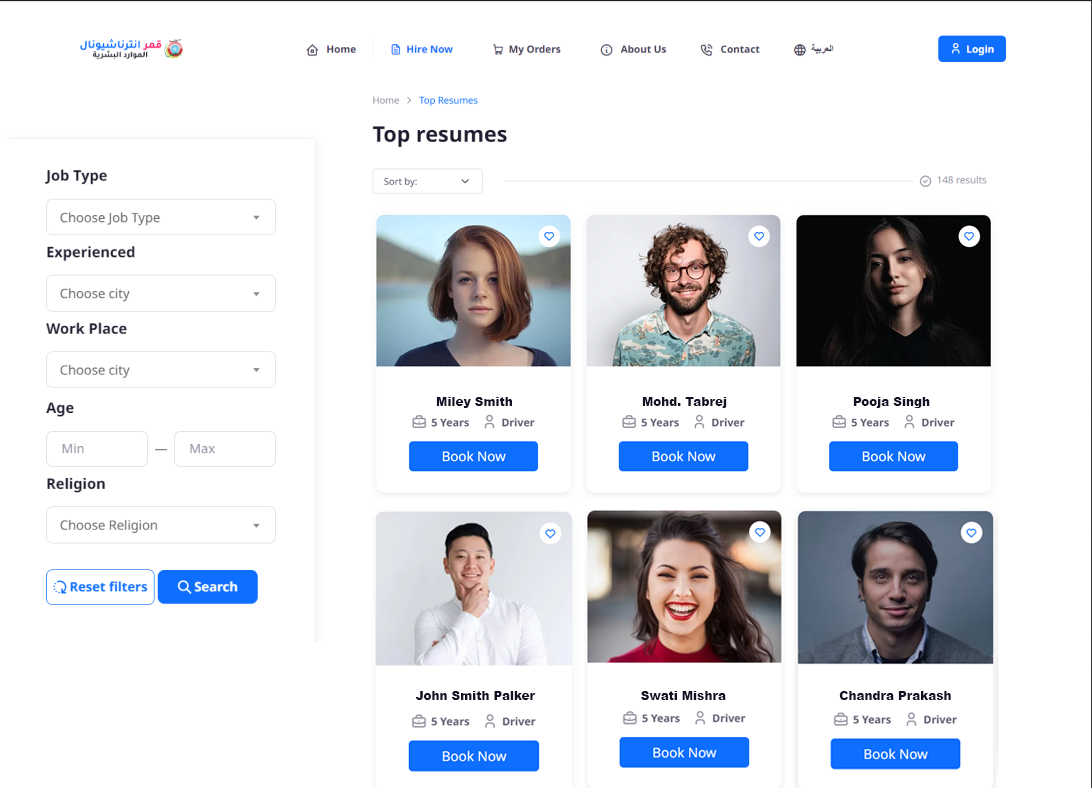 قمر انترناشيونال
الموارد البشرية
Home
Hire Now
My Orders
About Us
Contact
العربية
Login
Home > Top Resumes
Top resumes
Sort by:
148 results
Job Type
Choose Job Type
Experienced
Choose city
Work Place
Choose city
Age
Min — Max
Religion
Choose Religion
Reset filters
Search
Miley Smith
5 Years Driver
Book Now
Mohd. Tabrej
5 Years Driver
Book Now
Pooja Singh
5 Years Driver
Book Now
John Smith Palker
5 Years Driver
Book Now
Swati Mishra
5 Years Driver
Book Now
Chandra Prakash
5 Years Driver
Book Now